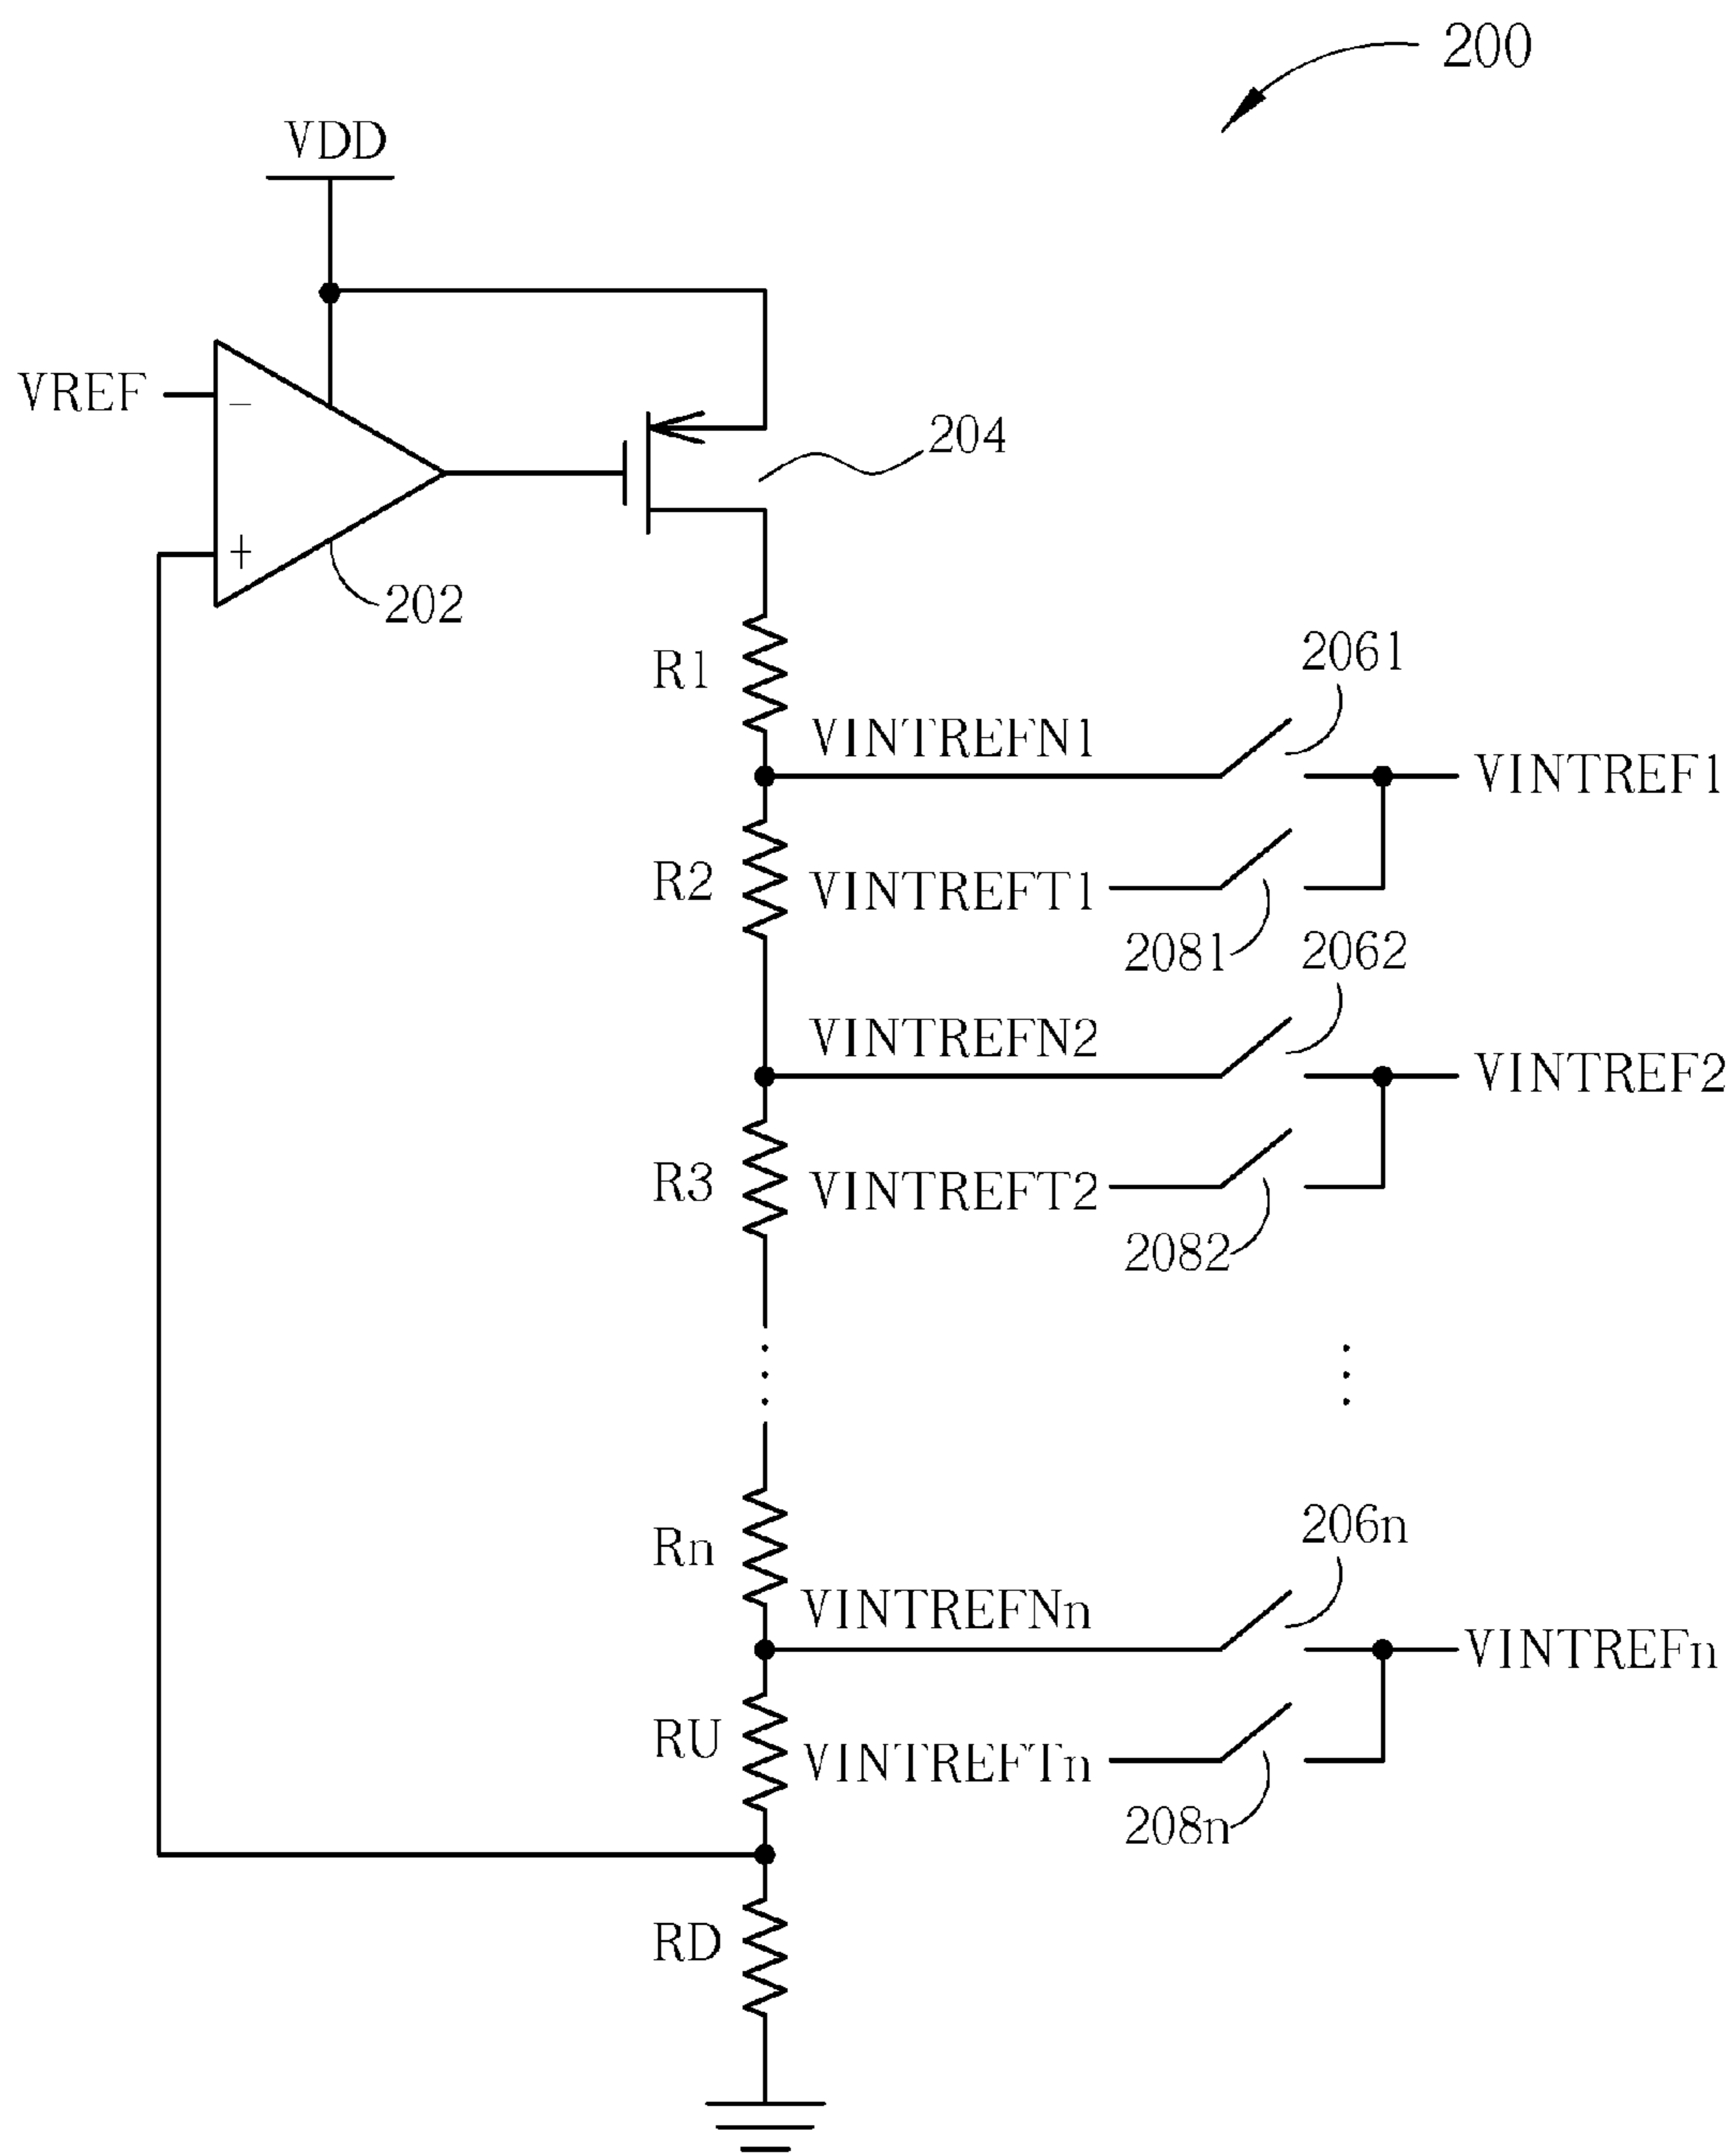 200
VDD
VREF
−
204
+
202
2061
R1
VINTREFN1
VINTREF1
R2
VINTREFT1
2081
2062
VINTREFN2
VINTREF2
R3
VINTREFT2
2082
206n
Rn
VINTREFNn
VINTREFn
RU
VINTREFTn
208n
RD